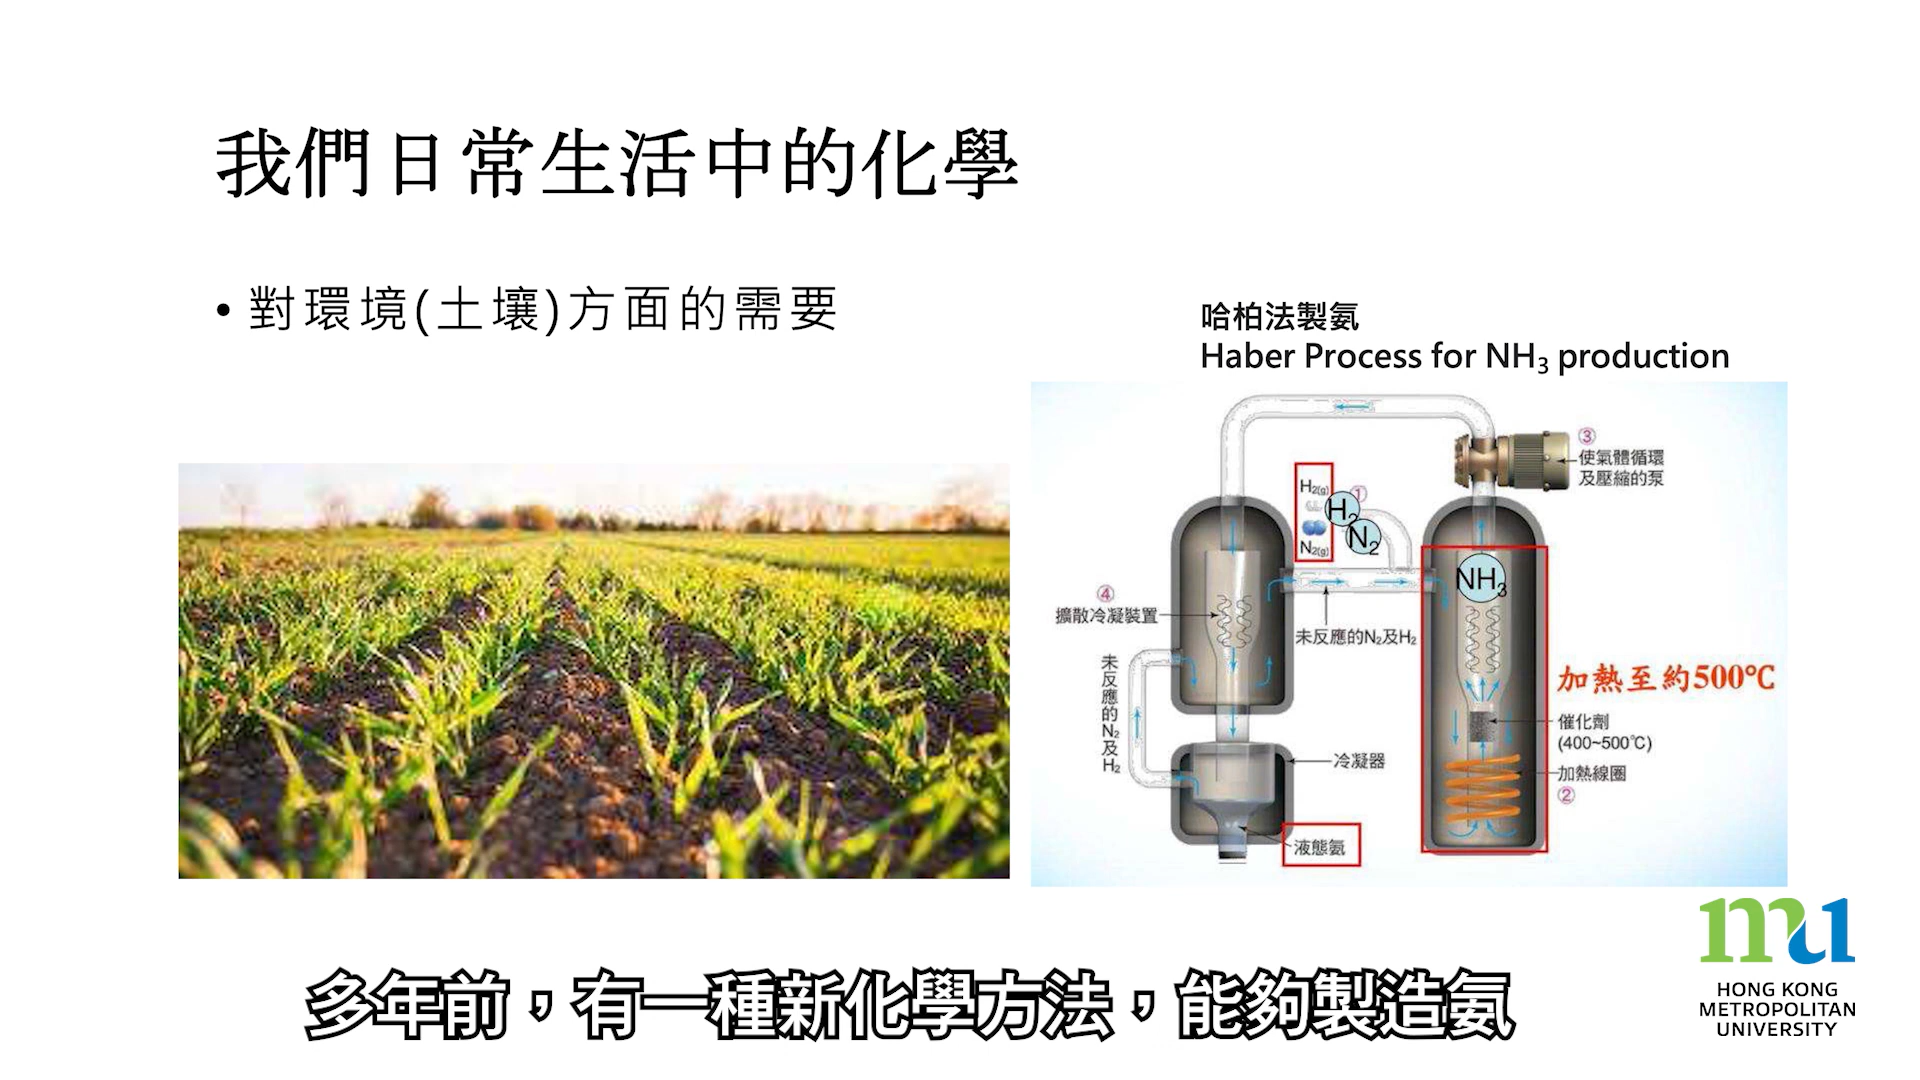 我們日常生活中的化學
• 對環境(土壤)方面的需要
哈柏法製氨
Haber Process for NH₃ production
③
使氣體循環
及壓縮的泵
H₂(g)
①
H₂
N₂
N₂(g)
NH₃
④
擴散冷凝裝置
未反應的N₂及H₂
未反應的N₂及H₂
加熱至約500℃
催化劑
(400~500℃)
冷凝器
加熱線圈
②
液態氨
多年前，有一種新化學方法，能夠製造氨
mu
HONG KONG
METROPOLITAN
UNIVERSITY